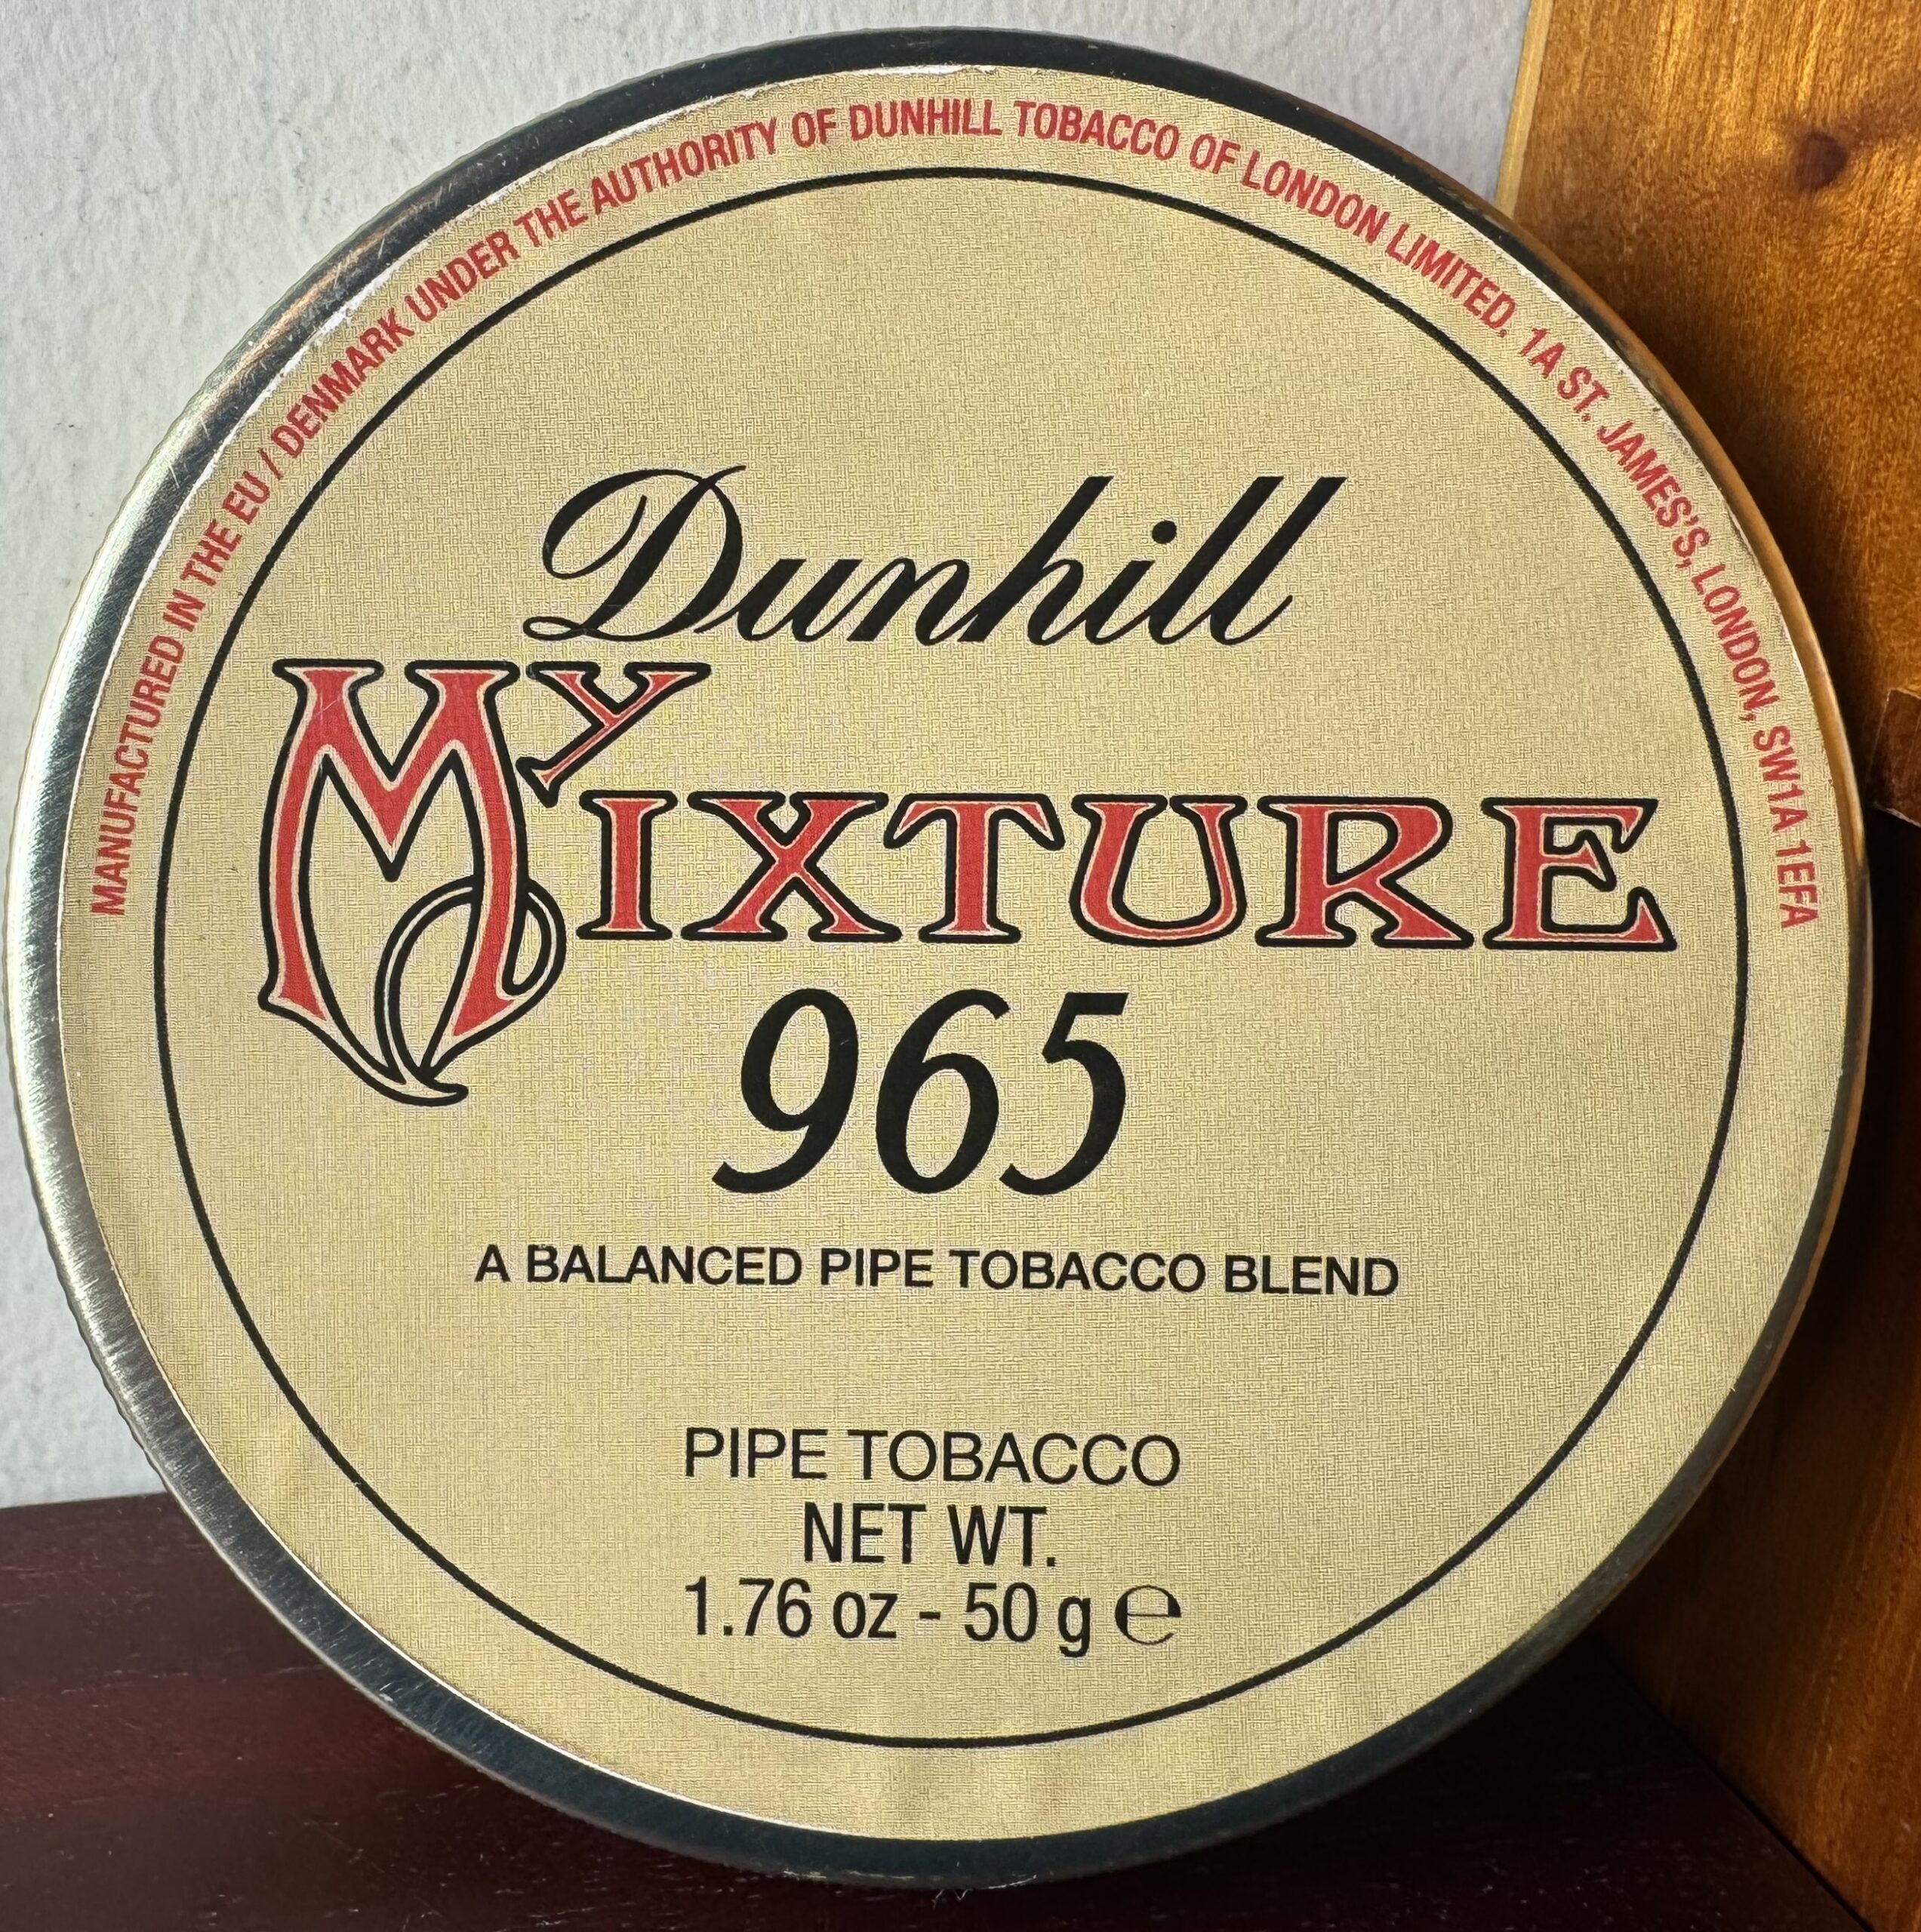 MANUFACTURED IN THE EU / DENMARK UNDER THE AUTHORITY OF DUNHILL TOBACCO OF LONDON LIMITED. 1A ST. JAMES'S, LONDON, SW1A 1EFA
Dunhill
My
MIXTURE
965
A BALANCED PIPE TOBACCO BLEND
PIPE TOBACCO
NET WT.
1.76 oz - 50 g ℮